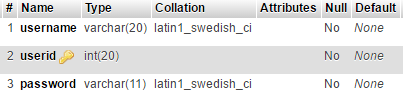 # Name Type Collation Attributes Null Default
1 username varchar(20) latin1_swedish_ci No None
2 userid int(20) No None
3 password varchar(11) latin1_swedish_ci No None